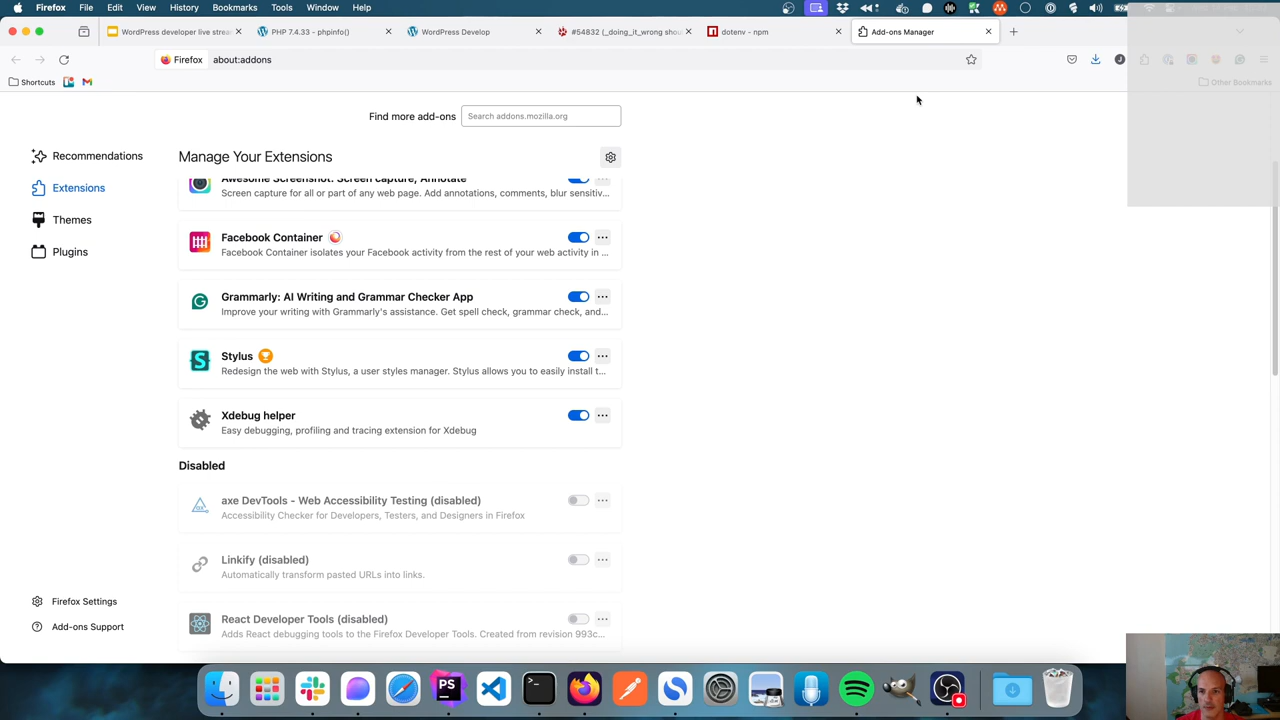 Firefox File Edit View History Bookmarks Tools Window Help
WordPress developer live strea
PHP 7.4.33 - phpinfo()
WordPress Develop
#54832 (_doing_it_wrong shou
dotenv - npm
Add-ons Manager
Firefox about:addons
Shortcuts
Other Bookmarks
Find more add-ons
Search addons.mozilla.org
Recommendations
Extensions
Themes
Plugins
Manage Your Extensions
Awesome Screenshot: Screen capture, Annotate
Screen capture for all or part of any web page. Add annotations, comments, blur sensitiv...
Facebook Container
Facebook Container isolates your Facebook activity from the rest of your web activity in ...
Grammarly: AI Writing and Grammar Checker App
Improve your writing with Grammarly's assistance. Get spell check, grammar check, and...
Stylus
Redesign the web with Stylus, a user styles manager. Stylus allows you to easily install t...
Xdebug helper
Easy debugging, profiling and tracing extension for Xdebug
Disabled
axe DevTools - Web Accessibility Testing (disabled)
Accessibility Checker for Developers, Testers, and Designers in Firefox
Linkify (disabled)
Automatically transform pasted URLs into links.
React Developer Tools (disabled)
Adds React debugging tools to the Firefox Developer Tools. Created from revision 993c...
Firefox Settings
Add-ons Support
PS